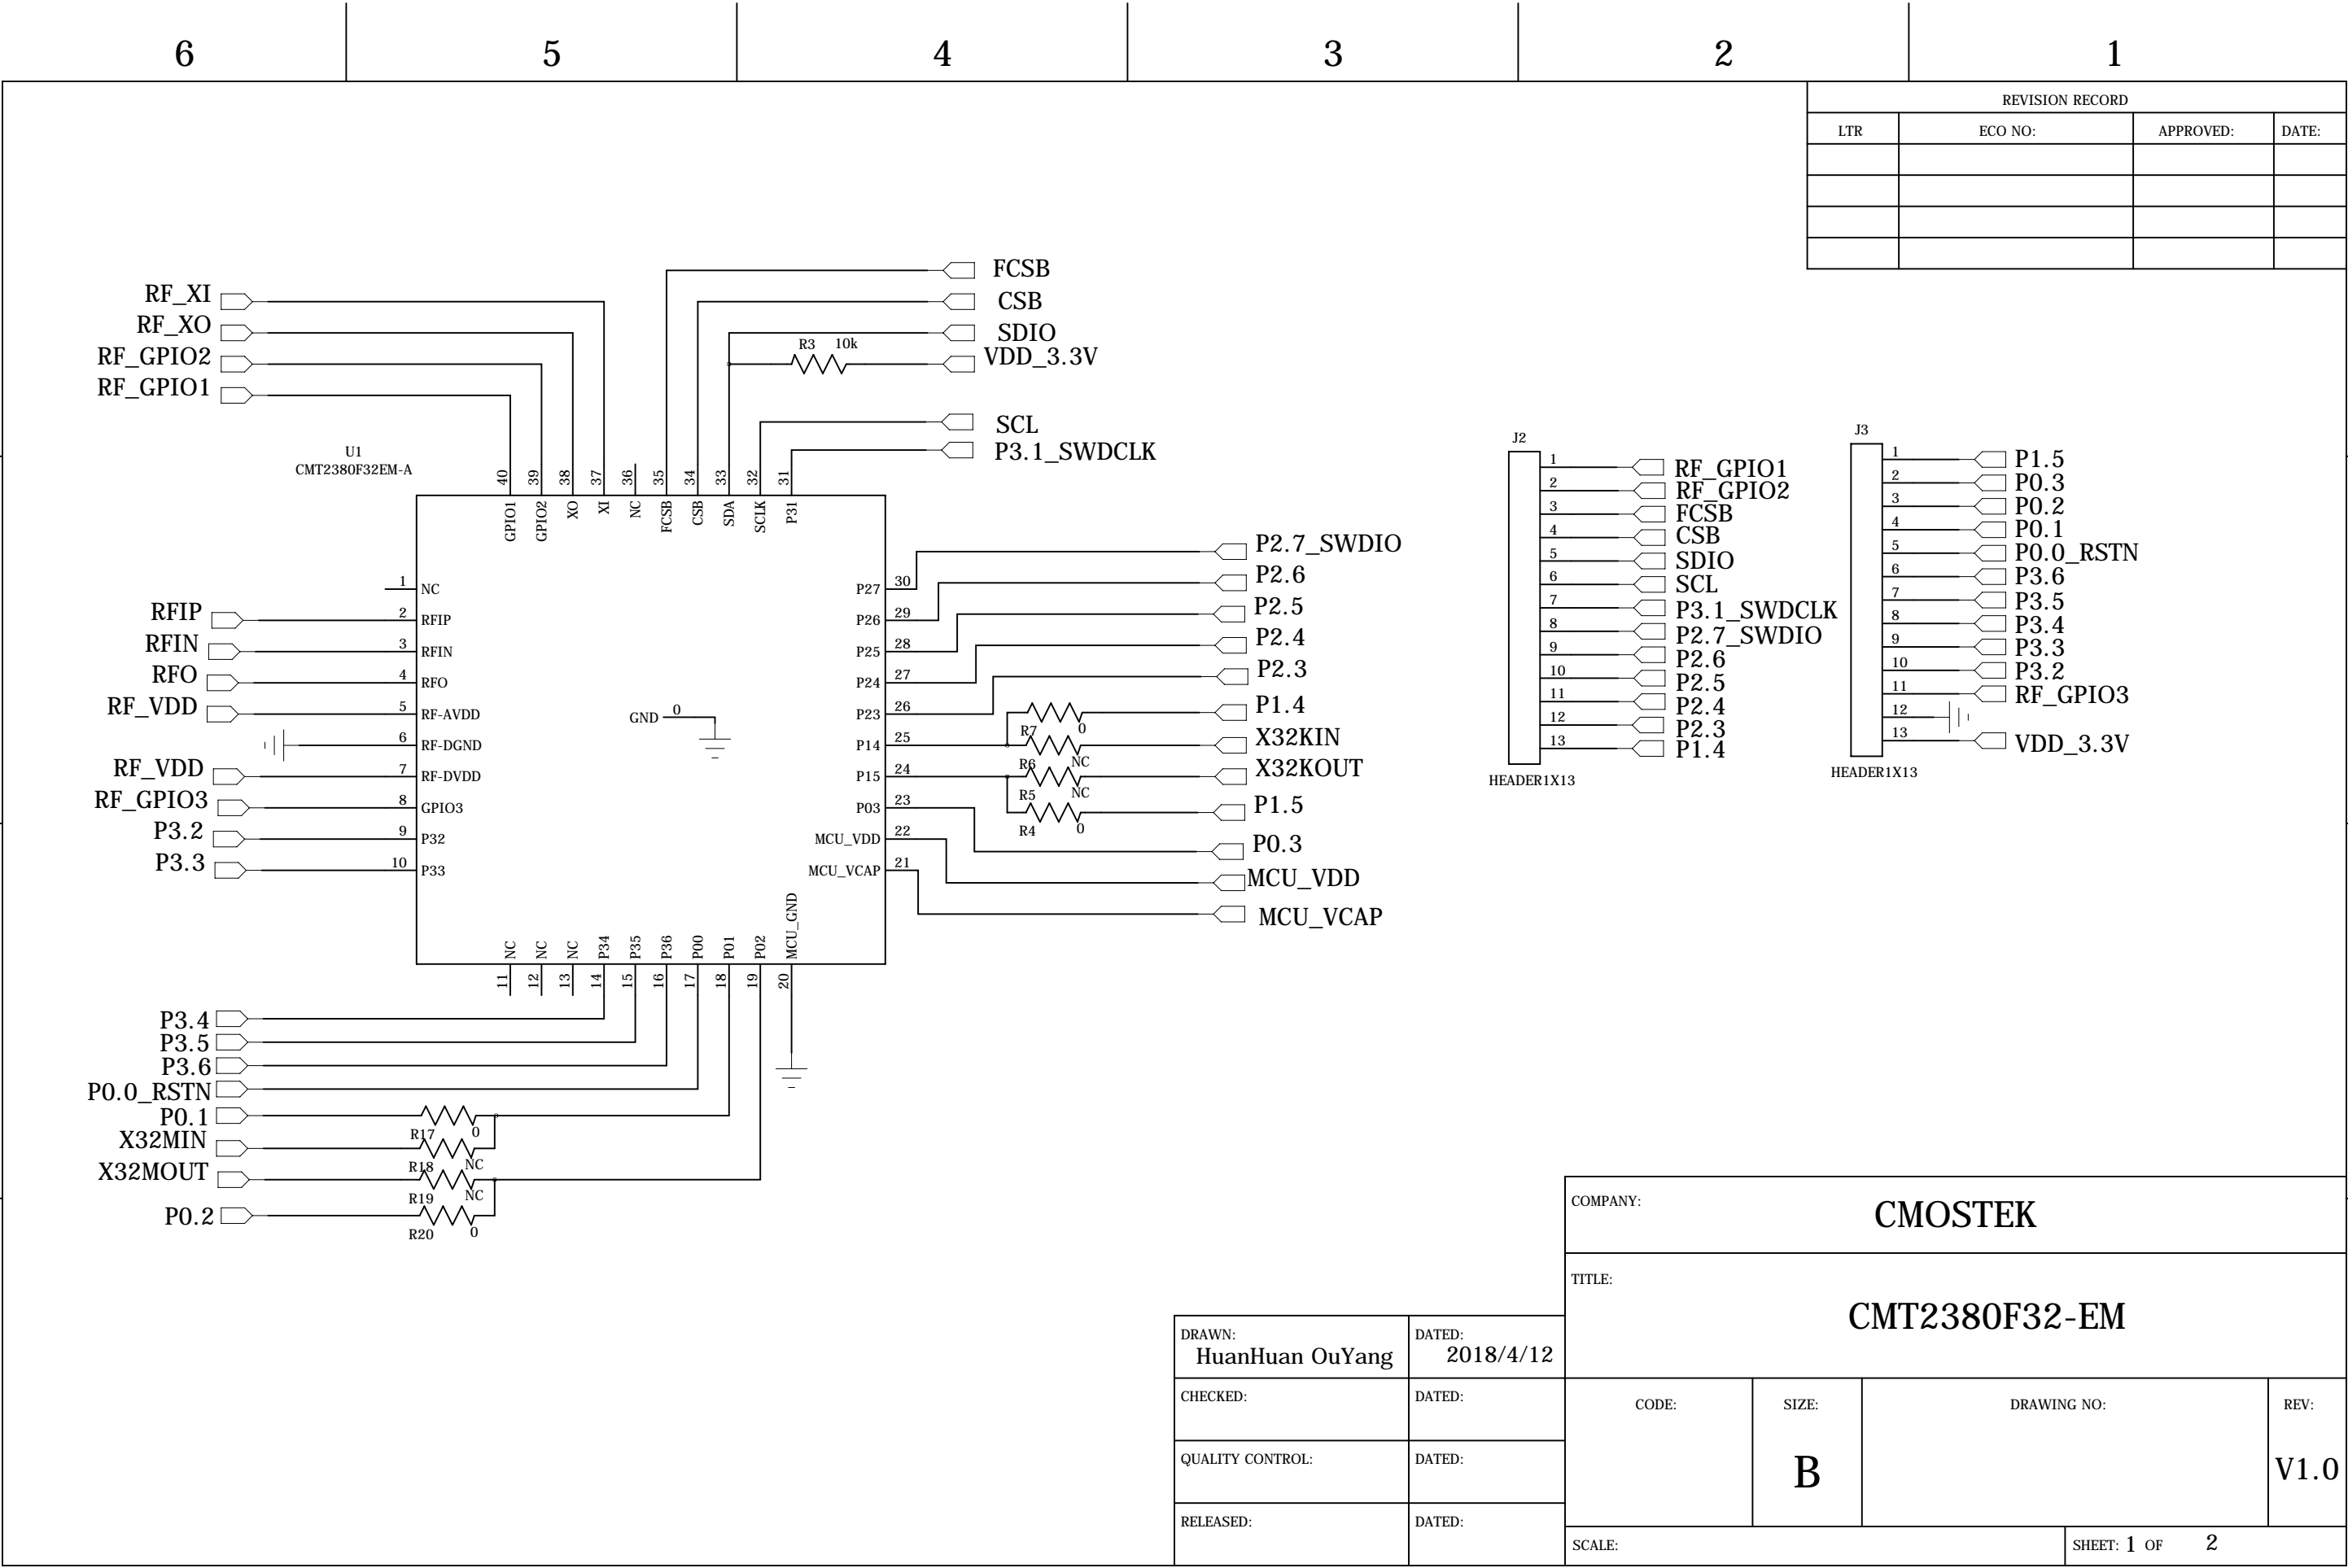 6 5 4 3 2 1
REVISION RECORD
LTR ECO NO: APPROVED: DATE:
RF_XI
RF_XO
RF_GPIO2
RF_GPIO1
FCSB
CSB
SDIO
R3 10k
VDD_3.3V
SCL
P3.1_SWDCLK
U1
CMT2380F32EM-A
40 39 38 37 36 35 34 33 32 31
GPIO1 GPIO2 XO XI NC FCSB CSB SDA SCLK P31
1 NC
RFIP 2 RFIP
RFIN 3 RFIN
RFO 4 RFO
RF_VDD 5 RF-AVDD
6 RF-DGND
RF_VDD 7 RF-DVDD
RF_GPIO3 8 GPIO3
P3.2 9 P32
P3.3 10 P33
GND 0
P27 30 P2.7_SWDIO
P26 29 P2.6
P25 28 P2.5
P24 27 P2.4
P23 26 P2.3
R7 0 P1.4
P14 25 R6 NC X32KIN
P15 24 R5 NC X32KOUT
R4 0 P1.5
P03 23 P0.3
MCU_VDD 22 MCU_VDD
MCU_VCAP 21 MCU_VCAP
NC NC NC P34 P35 P36 P00 P01 P02 MCU_GND
11 12 13 14 15 16 17 18 19 20
P3.4
P3.5
P3.6
P0.0_RSTN
P0.1 R17 0
X32MIN R18 NC
X32MOUT R19 NC
P0.2 R20 0
J2
1 RF_GPIO1
2 RF_GPIO2
3 FCSB
4 CSB
5 SDIO
6 SCL
7 P3.1_SWDCLK
8 P2.7_SWDIO
9 P2.6
10 P2.5
11 P2.4
12 P2.3
13 P1.4
HEADER1X13
J3
1 P1.5
2 P0.3
3 P0.2
4 P0.1
5 P0.0_RSTN
6 P3.6
7 P3.5
8 P3.4
9 P3.3
10 P3.2
11 RF_GPIO3
12
13 VDD_3.3V
HEADER1X13
COMPANY: CMOSTEK
TITLE:
CMT2380F32-EM
DRAWN: DATED:
HuanHuan OuYang 2018/4/12
CHECKED: DATED:
QUALITY CONTROL: DATED:
RELEASED: DATED:
CODE: SIZE: DRAWING NO: REV:
B V1.0
SCALE: SHEET: 1 OF 2